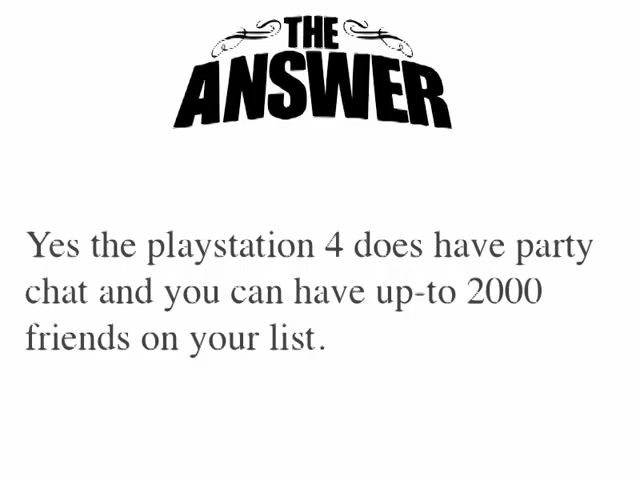 THE
ANSWER
Yes the playstation 4 does have party
chat and you can have up-to 2000
friends on your list.